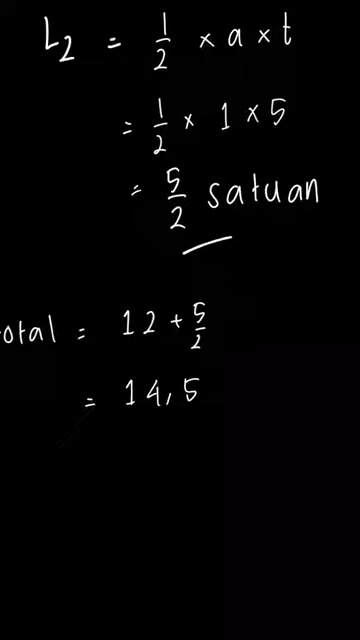 L₂ = 1/2 × a × t
= 1/2 × 1 × 5
= 5/2 satuan
otal = 12 + 5/2
= 14,5